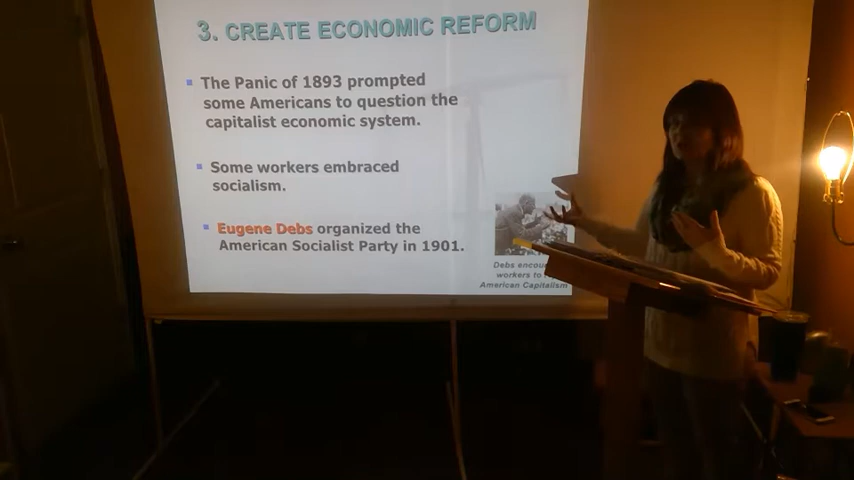 3. CREATE ECONOMIC REFORM
The Panic of 1893 prompted
some Americans to question the
capitalist economic system.
Some workers embraced
socialism.
Eugene Debs organized the
American Socialist Party in 1901.
Debs
workers to
American Capitalism